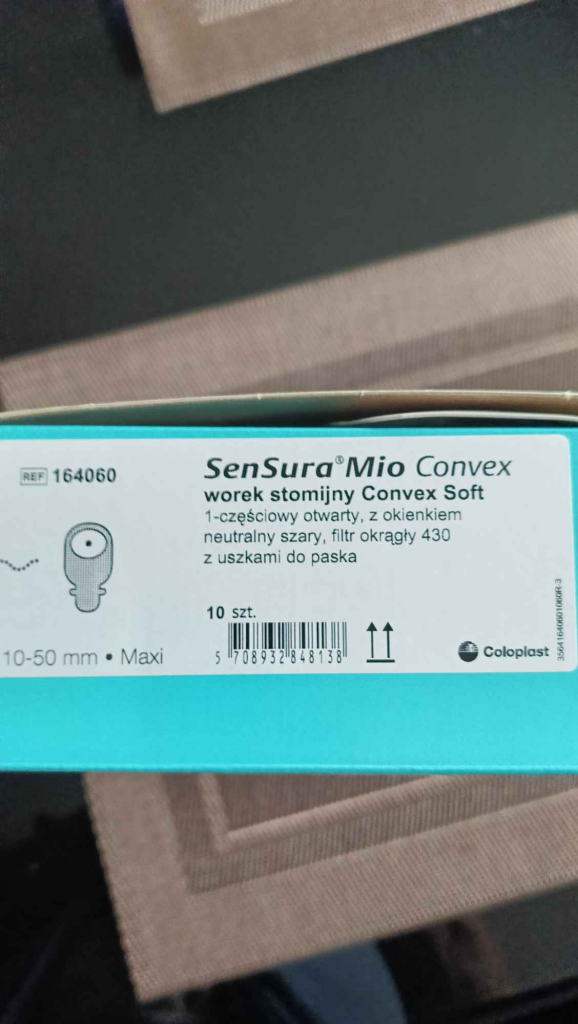 REF 164060
SenSura® Mio Convex
worek stomijny Convex Soft
1-częściowy otwarty, z okienkiem
neutralny szary, filtr okrągły 430
z uszkami do paska
10 szt.
5 708932 848138
10-50 mm • Maxi
Coloplast